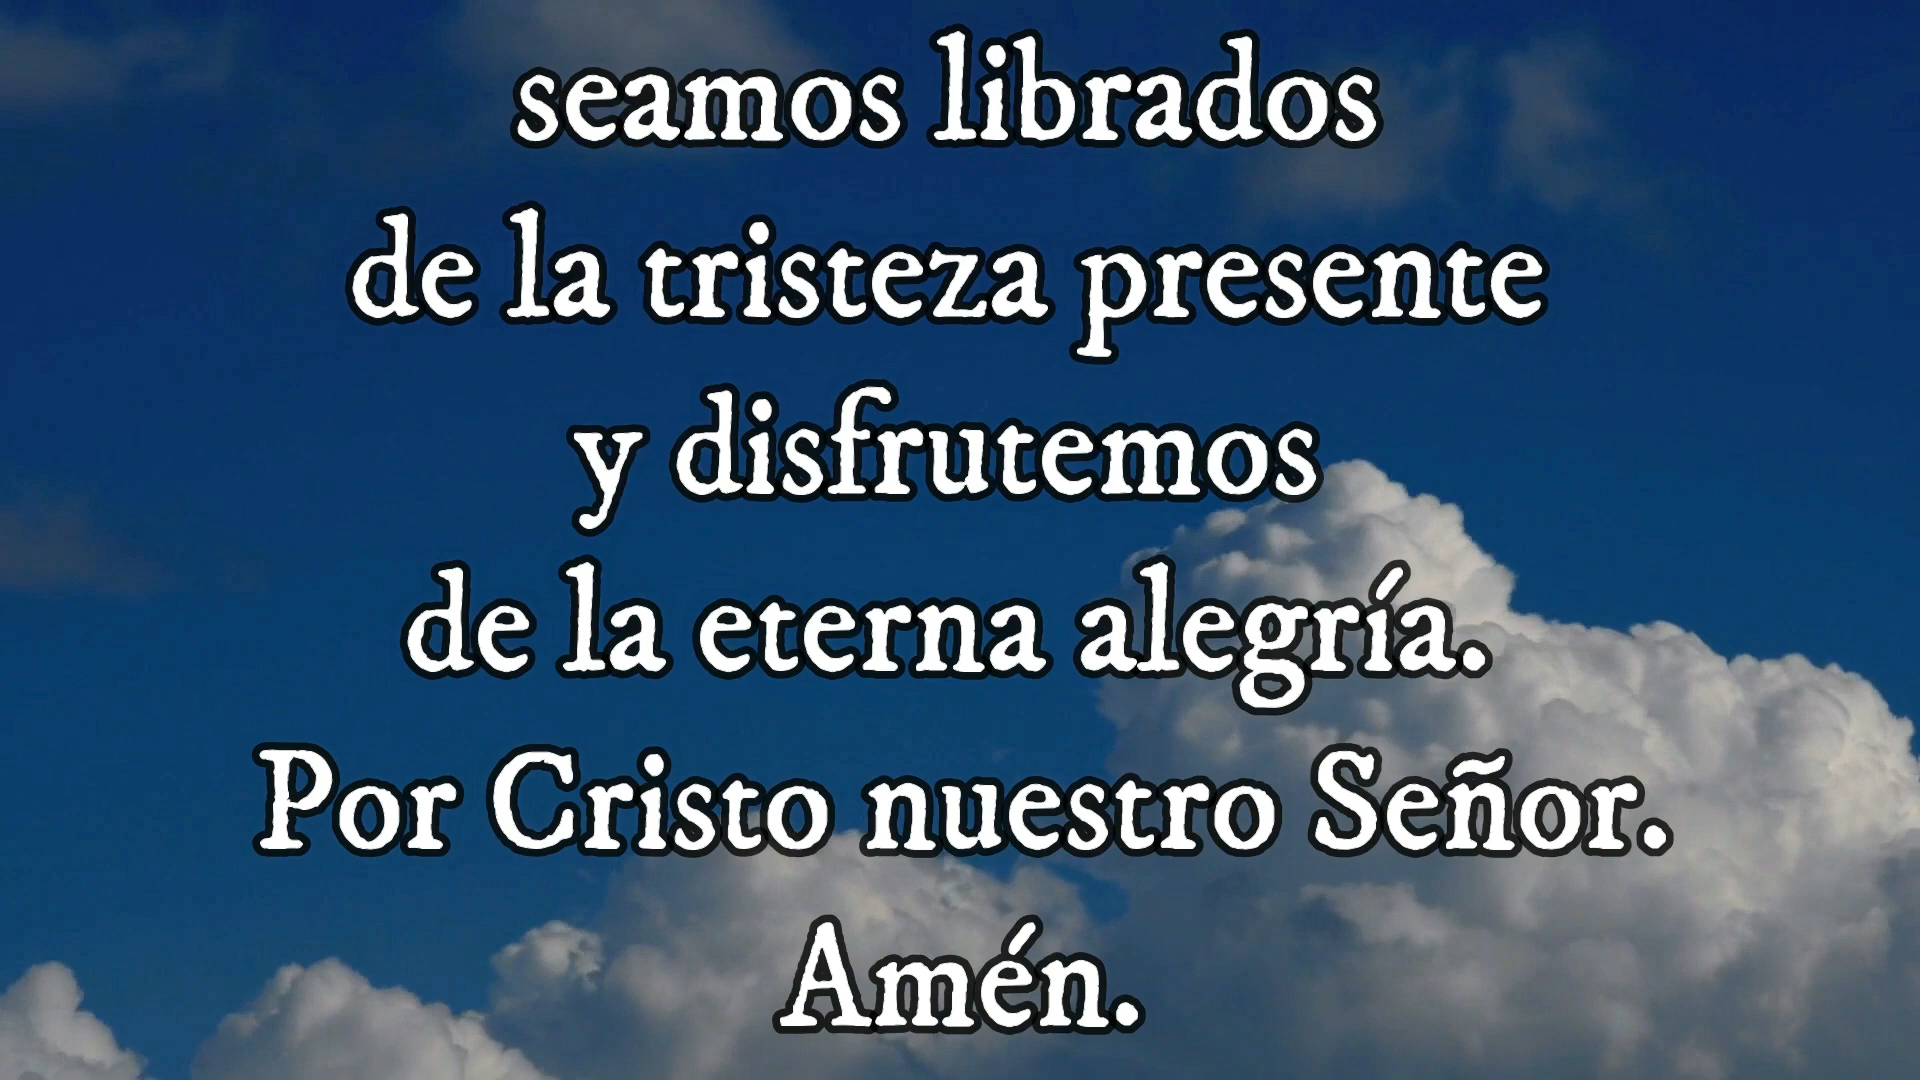 seamos librados
de la tristeza presente
y disfrutemos
de la eterna alegría.
Por Cristo nuestro Señor.
Amén.